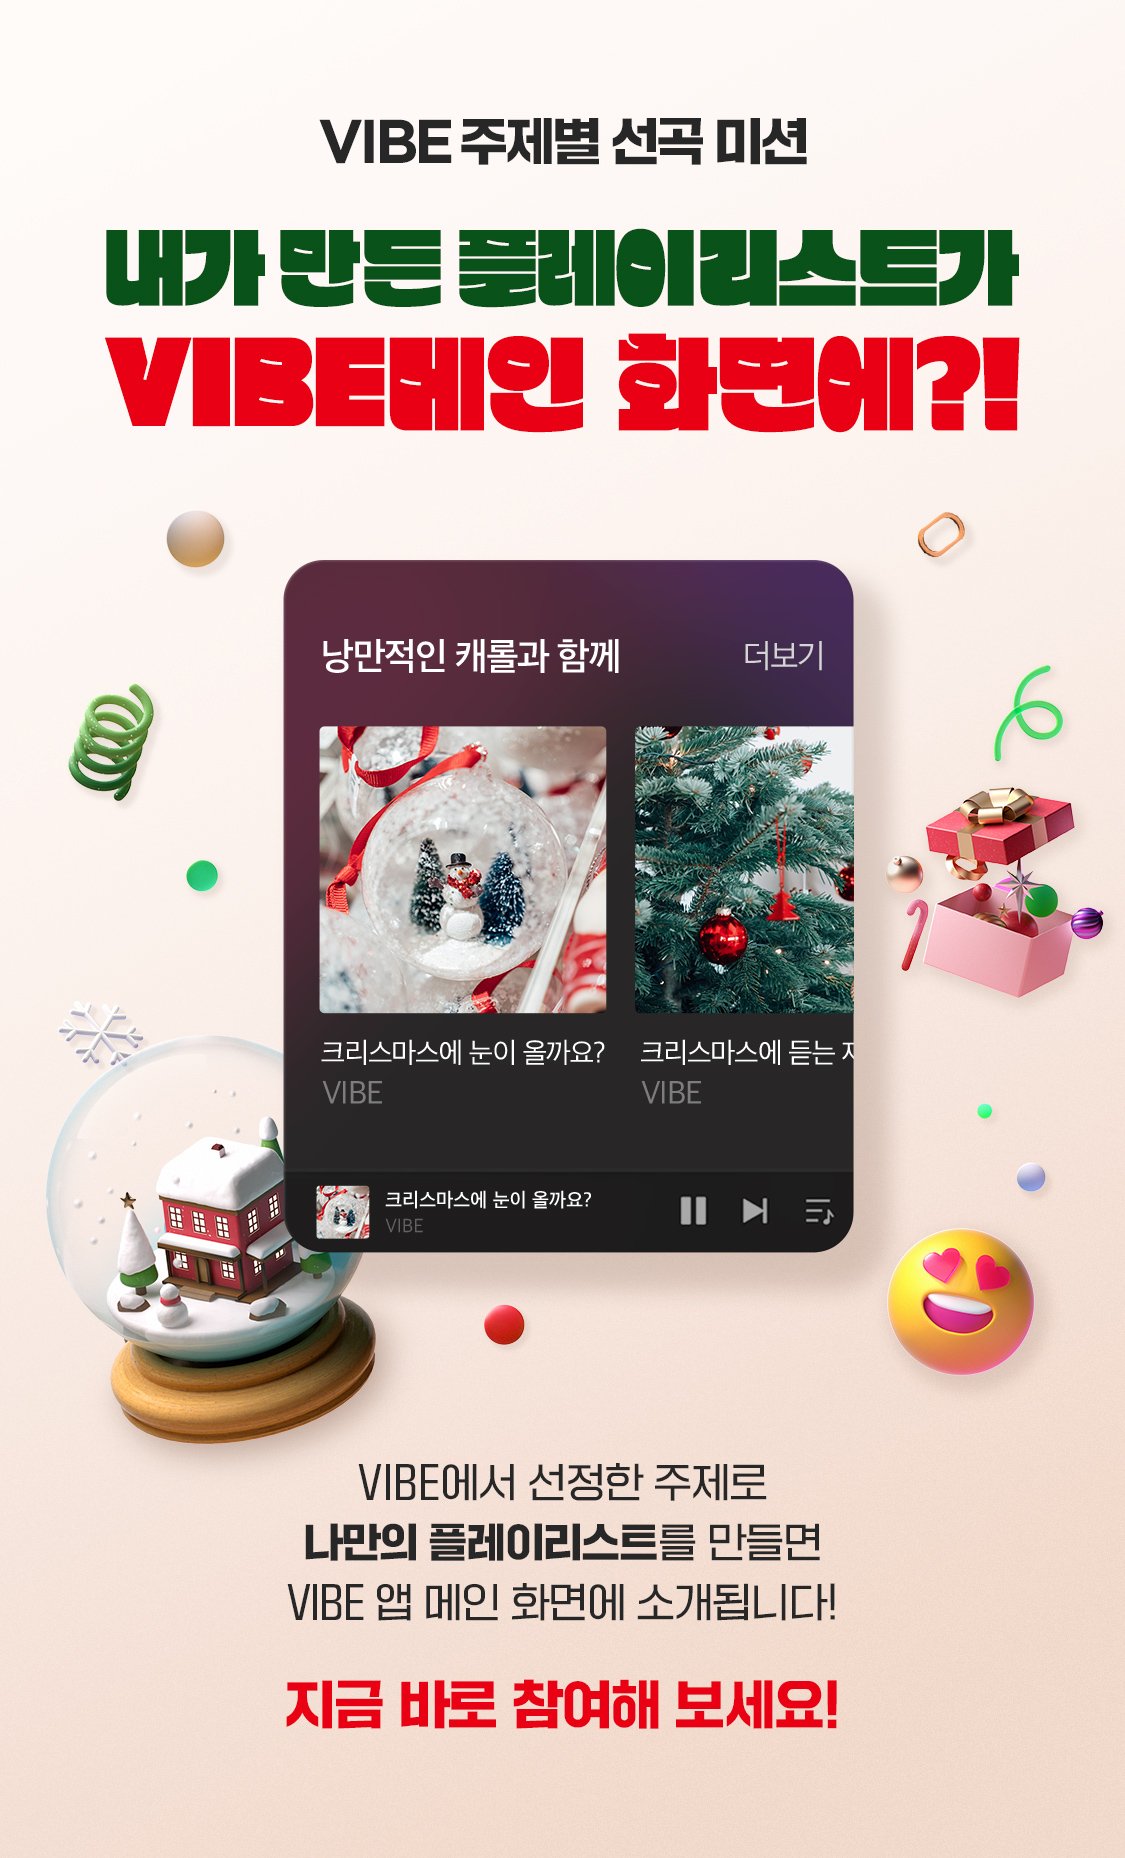 VIBE 주제별 선곡 미션
내가 만든 플레이리스트가
VIBE메인 화면에?!
낭만적인 캐롤과 함께
더보기
크리스마스에 눈이 올까요?
VIBE
크리스마스에 듣는
VIBE
크리스마스에 눈이 올까요?
VIBE
VIBE에서 선정한 주제로
나만의 플레이리스트를 만들면
VIBE 앱 메인 화면에 소개됩니다!
지금 바로 참여해 보세요!